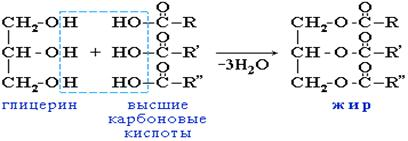 O O
CH₂-OH HO-C-R CH₂-O-C-R
O O
CH-OH + HO-C-R' CH-O-C-R'
O -3H₂O O
CH₂-OH HO-C-R" CH₂-O-C-R"
глицерин высшие жир
карбоновые
кислоты